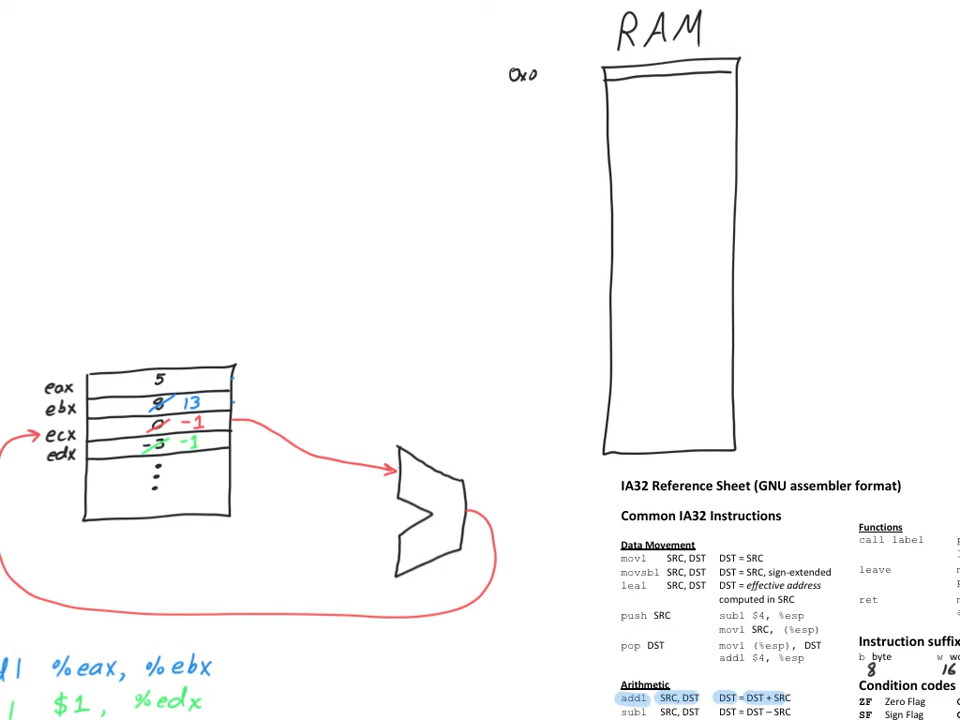 RAM
0x0
eax 5
ebx 8 13
ecx 0 -1
edx -3 -1
%eax, %ebx
$1, %edx
IA32 Reference Sheet (GNU assembler format)
Common IA32 Instructions
Data Movement
movl SRC, DST DST = SRC
movsbl SRC, DST DST = SRC, sign-extended
leal SRC, DST DST = effective address
computed in SRC
push SRC subl $4, %esp
movl SRC, (%esp)
pop DST movl (%esp), DST
addl $4, %esp
Arithmetic
addl SRC, DST DST = DST + SRC
subl SRC, DST DST = DST – SRC
Functions
call label
leave
ret
Instruction suffix
b byte w wo
8 16
Condition codes
ZF Zero Flag
SF Sign Flag